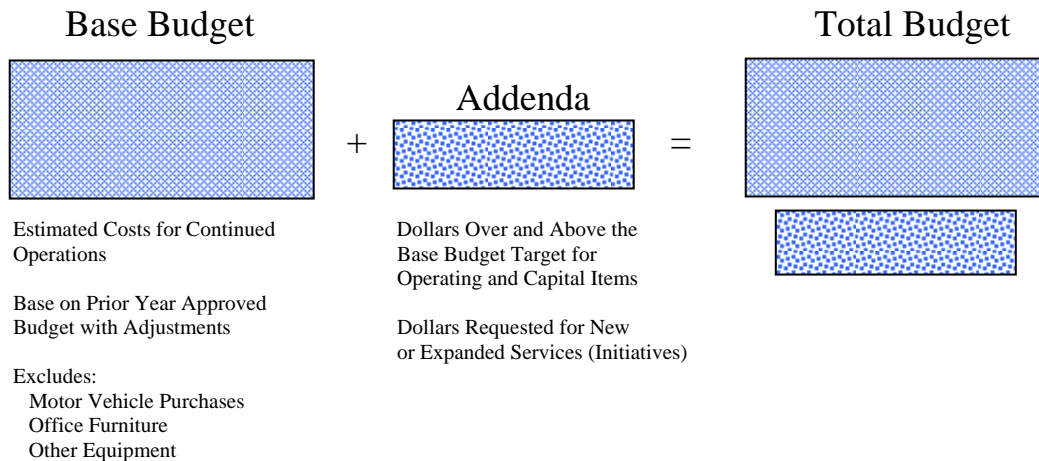 Base Budget
+
Addenda
=
Total Budget
Estimated Costs for Continued
Operations
Base on Prior Year Approved
Budget with Adjustments
Excludes:
Motor Vehicle Purchases
Office Furniture
Other Equipment
Dollars Over and Above the
Base Budget Target for
Operating and Capital Items
Dollars Requested for New
or Expanded Services (Initiatives)